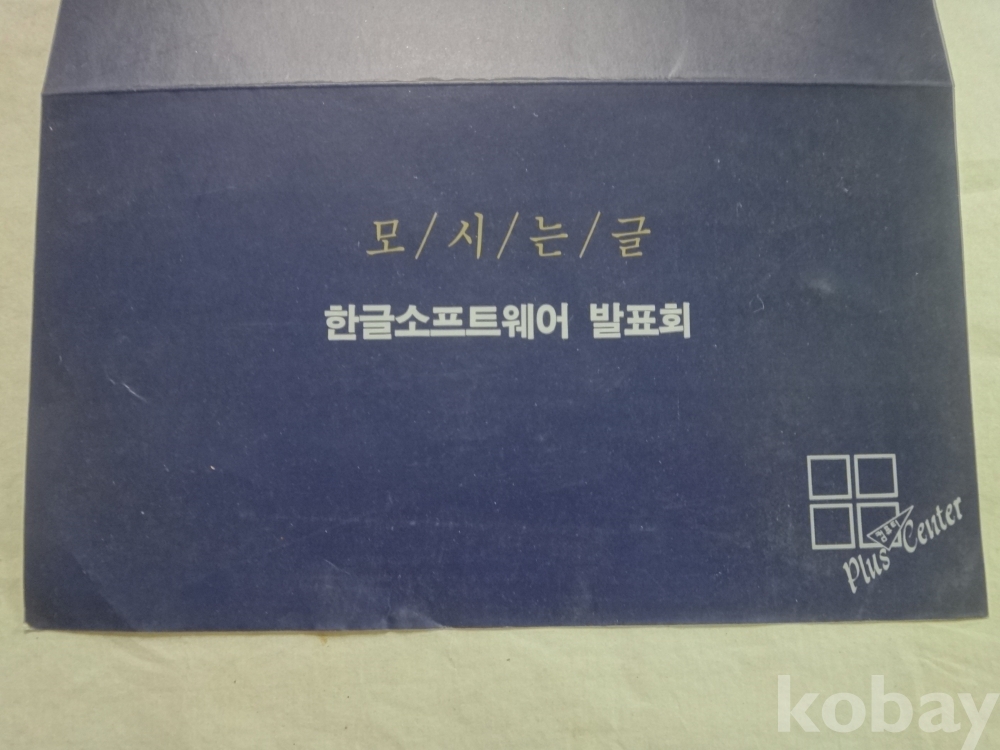 모/시/는/글
한글소프트웨어 발표회
Plus Center
kobay